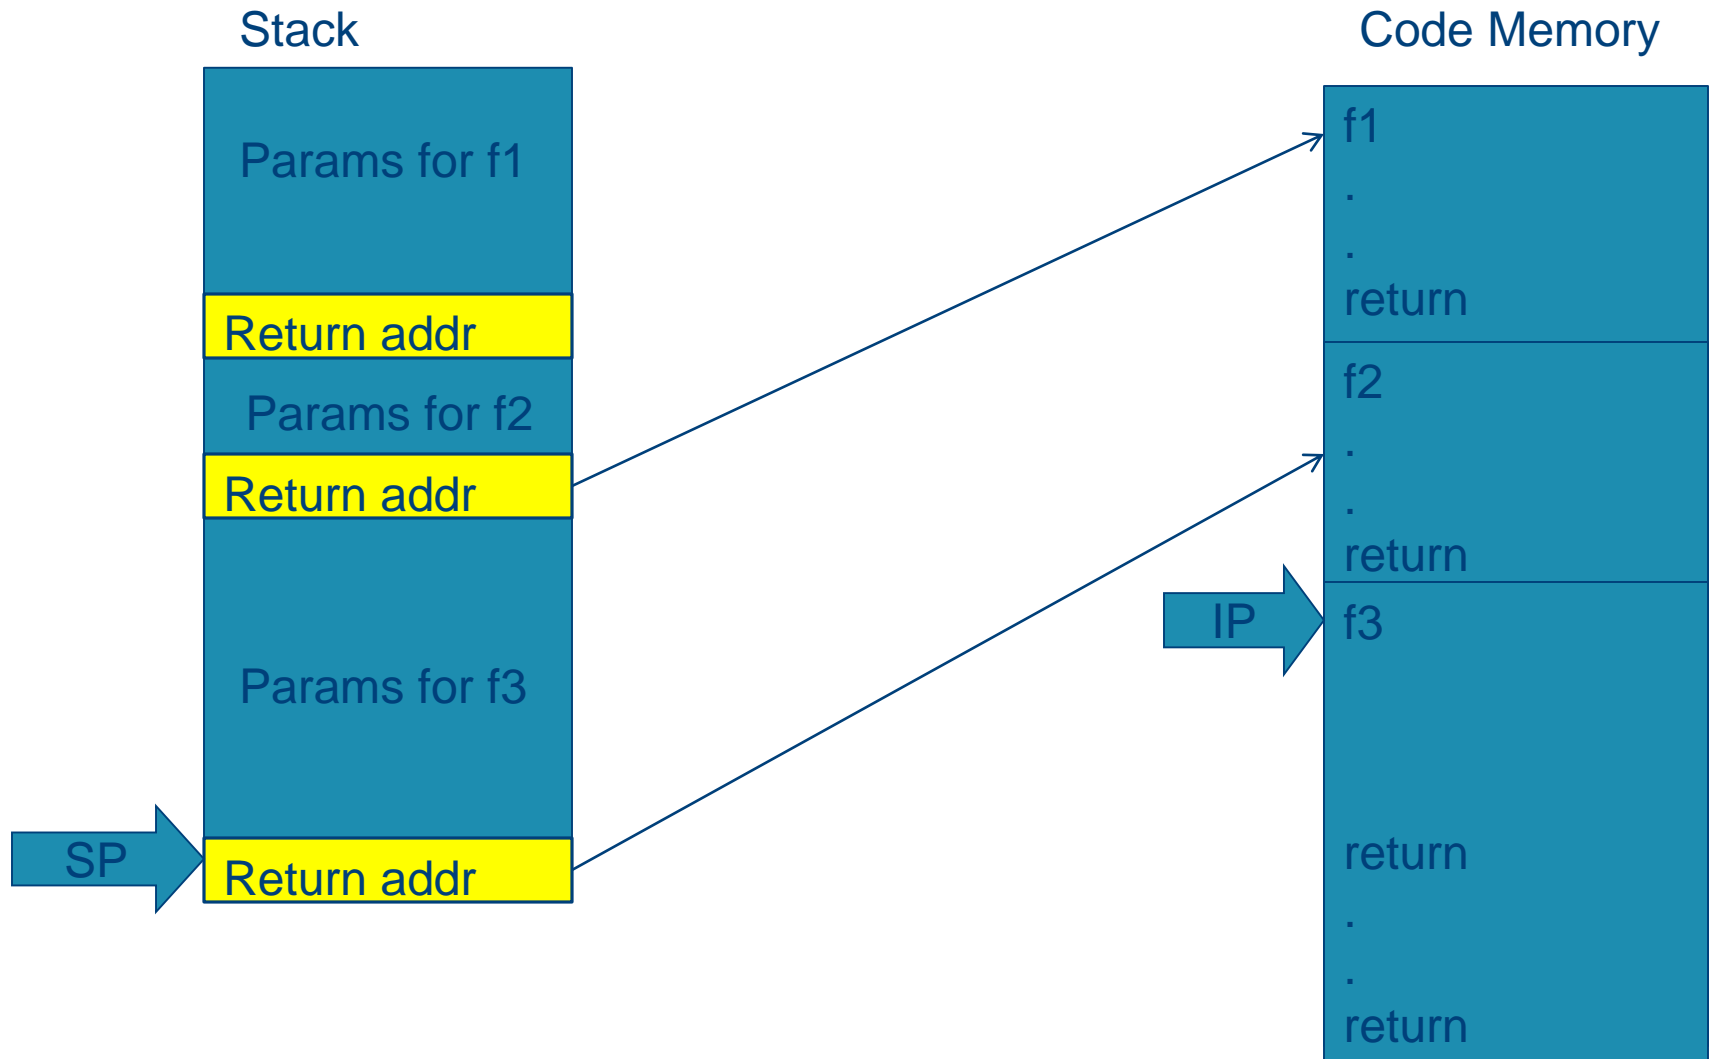 Stack
Params for f1
Return addr
Params for f2
Return addr
Params for f3
SP
Return addr
Code Memory
f1
.
.
return
f2
.
.
return
IP
f3
return
.
.
return